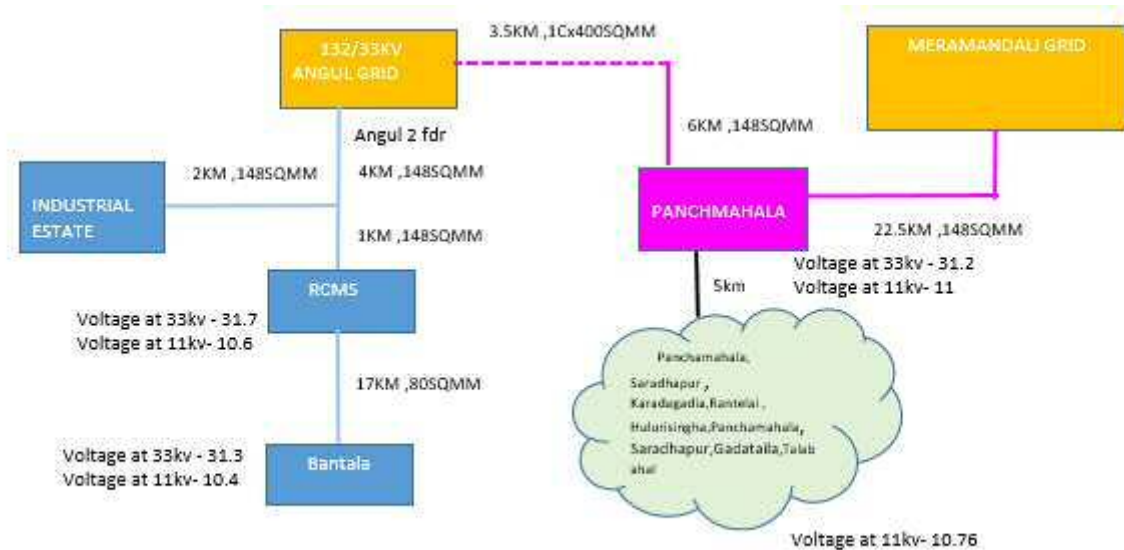 132/33KV
ANGUL GRID
3.5KM ,1Cx400SQMM
MERAMANDALI GRID
Angul 2 fdr
6KM ,148SQMM
2KM ,148SQMM
4KM ,148SQMM
INDUSTRIAL
ESTATE
PANCHMAHALA
1KM ,148SQMM
22.5KM ,148SQMM
RCMS
Voltage at 33kv - 31.2
Voltage at 11kv- 11
5km
Voltage at 33kv - 31.7
Voltage at 11kv- 10.6
Panchamahala,
Saradhapur ,
Karadagadia,Rantelai ,
Hulurisingha,Panchamahala,
Saradhapur,Gadataila,Talab
ahal
17KM ,80SQMM
Voltage at 33kv - 31.3
Voltage at 11kv- 10.4
Bantala
Voltage at 11kv- 10.76